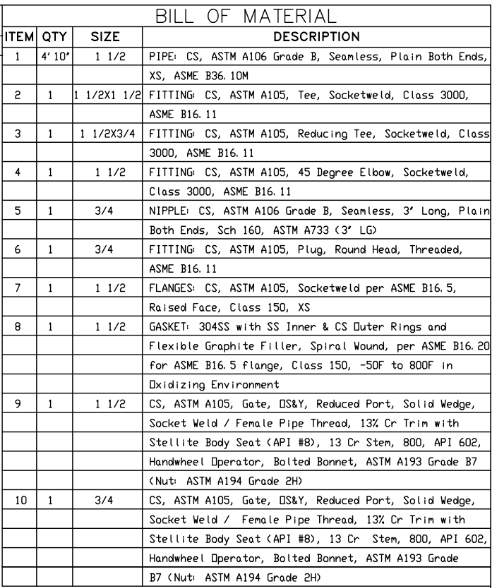 BILL OF MATERIAL
ITEM QTY SIZE DESCRIPTION
1 4'10" 1 1/2 PIPE: CS, ASTM A106 Grade B, Seamless, Plain Both Ends,
XS, ASME B36.10M
2 1 1 1/2X1 1/2 FITTING: CS, ASTM A105, Tee, Socketweld, Class 3000,
ASME B16.11
3 1 1 1/2X3/4 FITTING: CS, ASTM A105, Reducing Tee, Socketweld, Class
3000, ASME B16.11
4 1 1 1/2 FITTING: CS, ASTM A105, 45 Degree Elbow, Socketweld,
Class 3000, ASME B16.11
5 1 3/4 NIPPLE: CS, ASTM A106 Grade B, Seamless, 3" Long, Plain
Both Ends, Sch 160, ASTM A733 (3" LG)
6 1 3/4 FITTING: CS, ASTM A105, Plug, Round Head, Threaded,
ASME B16.11
7 1 1 1/2 FLANGES: CS, ASTM A105, Socketweld per ASME B16.5,
Raised Face, Class 150, XS
8 1 1 1/2 GASKET: 304SS with SS Inner & CS Outer Rings and
Flexible Graphite Filler, Spiral Wound, per ASME B16.20
for ASME B16.5 flange, Class 150, -50F to 800F in
Oxidizing Environment
9 1 1 1/2 CS, ASTM A105, Gate, OS&Y, Reduced Port, Solid Wedge,
Socket Weld / Female Pipe Thread, 13% Cr Trim with
Stellite Body Seat (API #8), 13 Cr Stem, 800, API 602,
Handwheel Operator, Bolted Bonnet, ASTM A193 Grade B7
(Nut: ASTM A194 Grade 2H)
10 1 3/4 CS, ASTM A105, Gate, OS&Y, Reduced Port, Solid Wedge,
Socket Weld / Female Pipe Thread, 13% Cr Trim with
Stellite Body Seat (API #8), 13 Cr Stem, 800, API 602,
Handwheel Operator, Bolted Bonnet, ASTM A193 Grade
B7 (Nut: ASTM A194 Grade 2H)